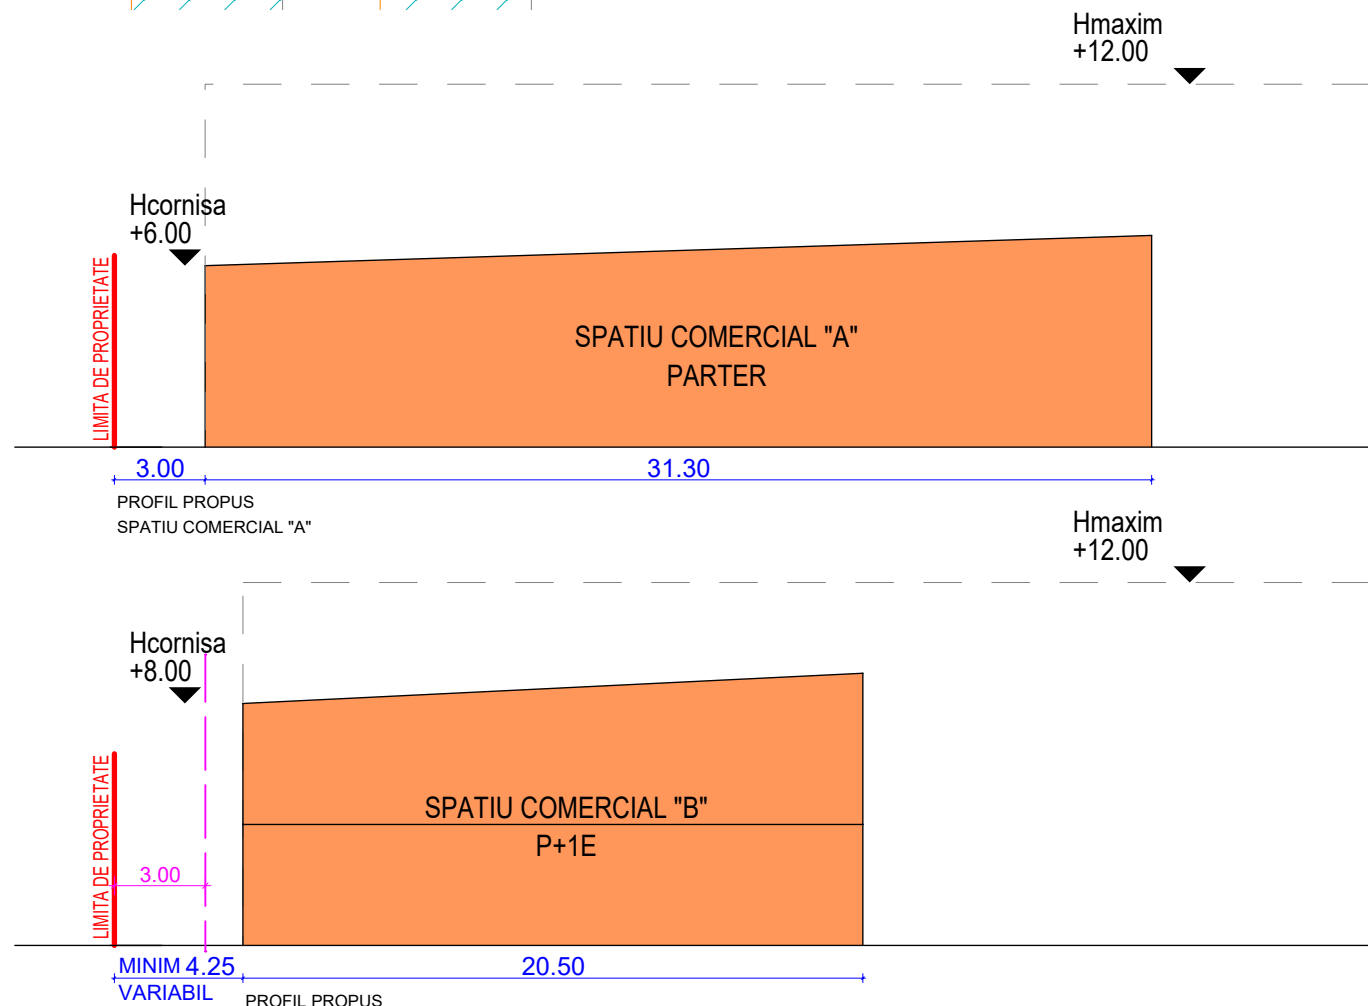 Hmaxim
+12.00
Hcornisa
+6.00
LIMITA DE PROPRIETATE
SPATIU COMERCIAL "A"
PARTER
3.00
31.30
PROFIL PROPUS
SPATIU COMERCIAL "A"
Hmaxim
+12.00
Hcornisa
+8.00
LIMITA DE PROPRIETATE
SPATIU COMERCIAL "B"
P+1E
3.00
MINIM 4.25
VARIABIL
20.50
PROFIL PROPUS